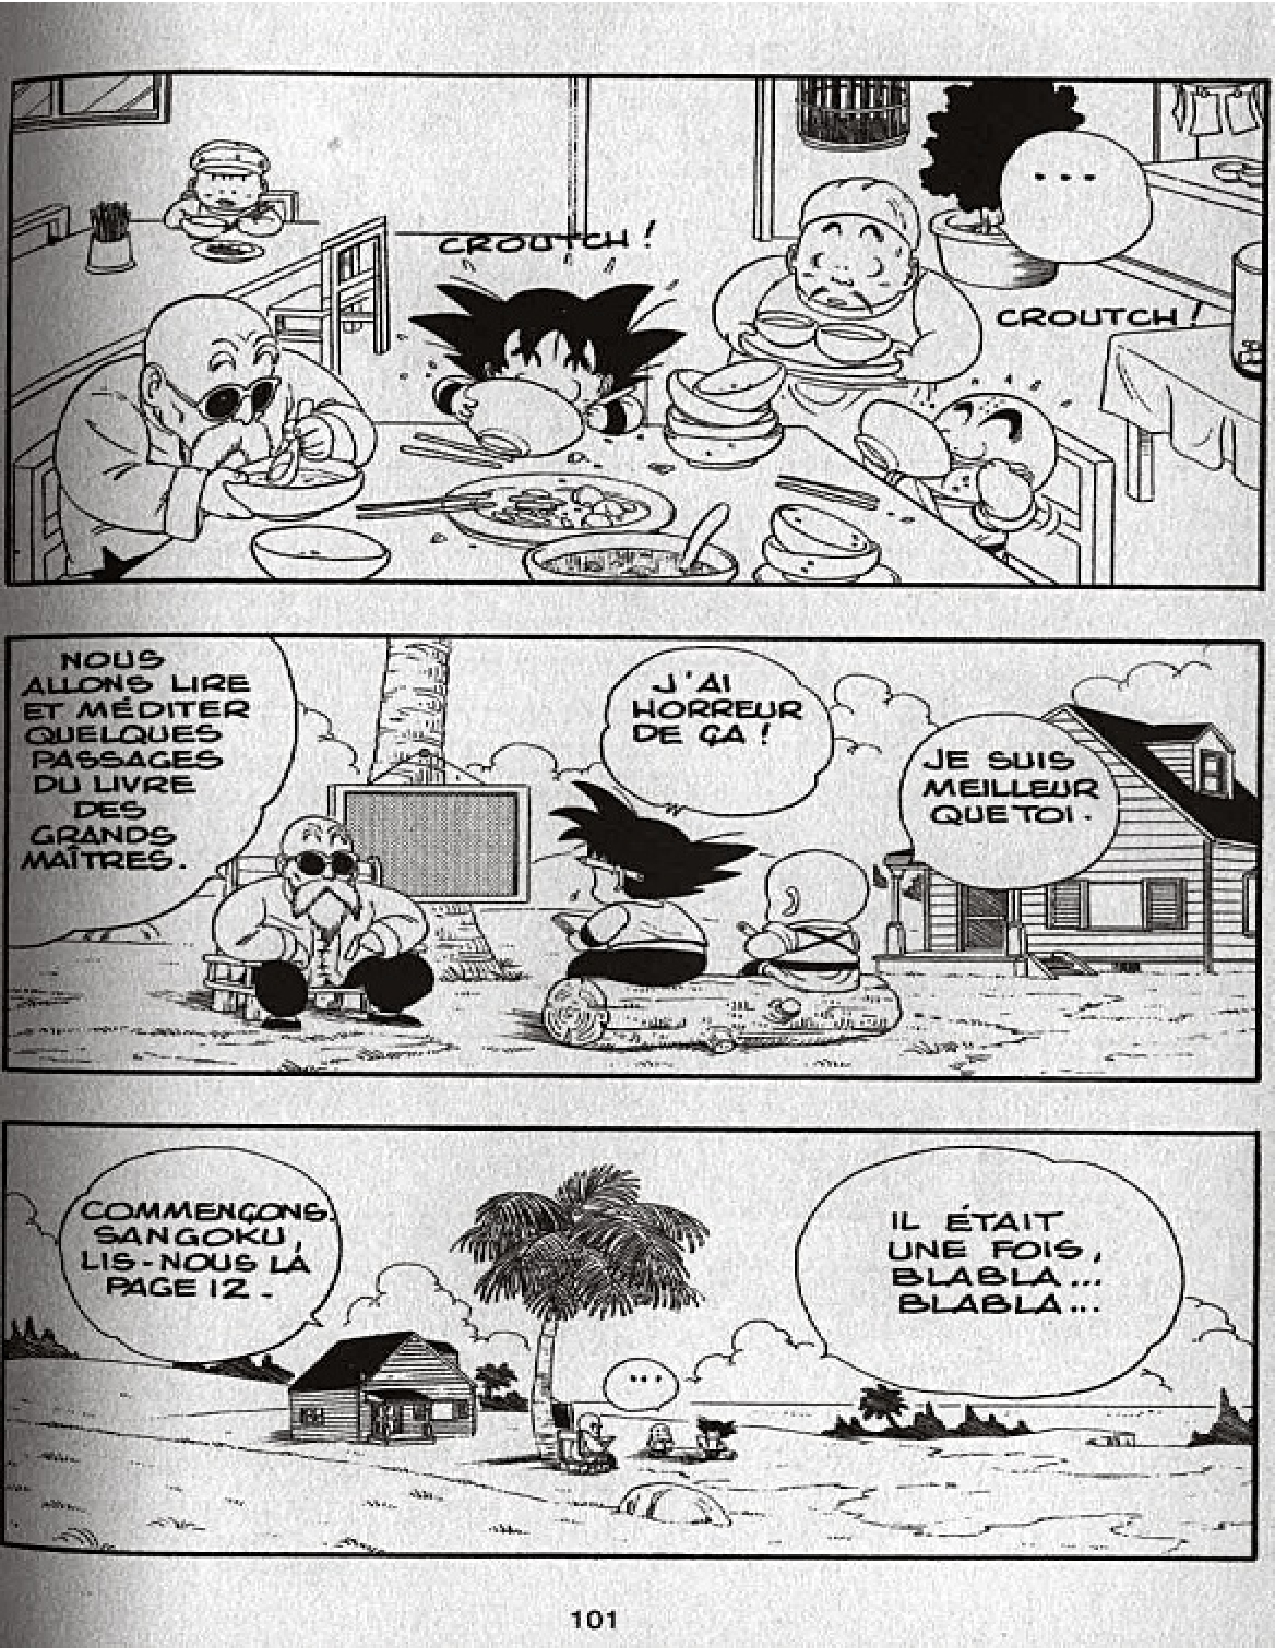 ...
CROUTCH !
CROUTCH !
NOUS
ALLONS LIRE
ET MÉDITER
QUELQUES
PASSAGES
DU LIVRE
DES
GRANDS
MAÎTRES.
J'AI
HORREUR
DE ÇA !
JE SUIS
MEILLEUR
QUE TOI.
COMMENÇONS.
SANGOKU,
LIS-NOUS LA
PAGE 12.
...
IL ÉTAIT
UNE FOIS,
BLABLA...
BLABLA...
101